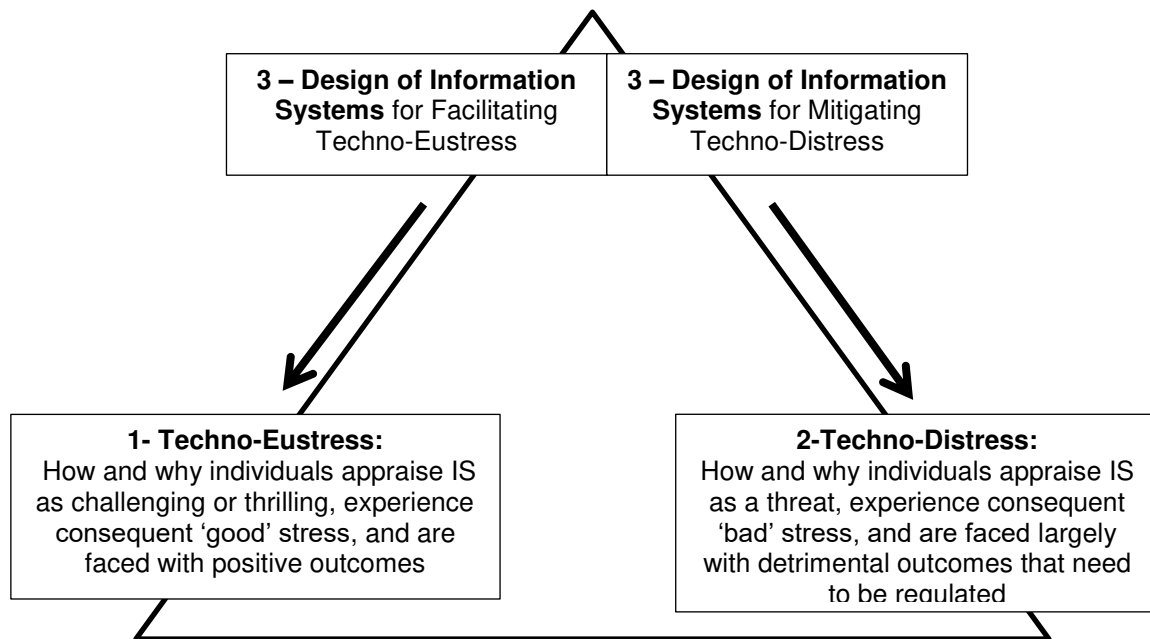 3 – Design of Information
Systems for Facilitating
Techno-Eustress
3 – Design of Information
Systems for Mitigating
Techno-Distress
1- Techno-Eustress:
How and why individuals appraise IS
as challenging or thrilling, experience
consequent ‘good’ stress, and are
faced with positive outcomes
2-Techno-Distress:
How and why individuals appraise IS
as a threat, experience consequent
‘bad’ stress, and are faced largely
with detrimental outcomes that need
to be regulated